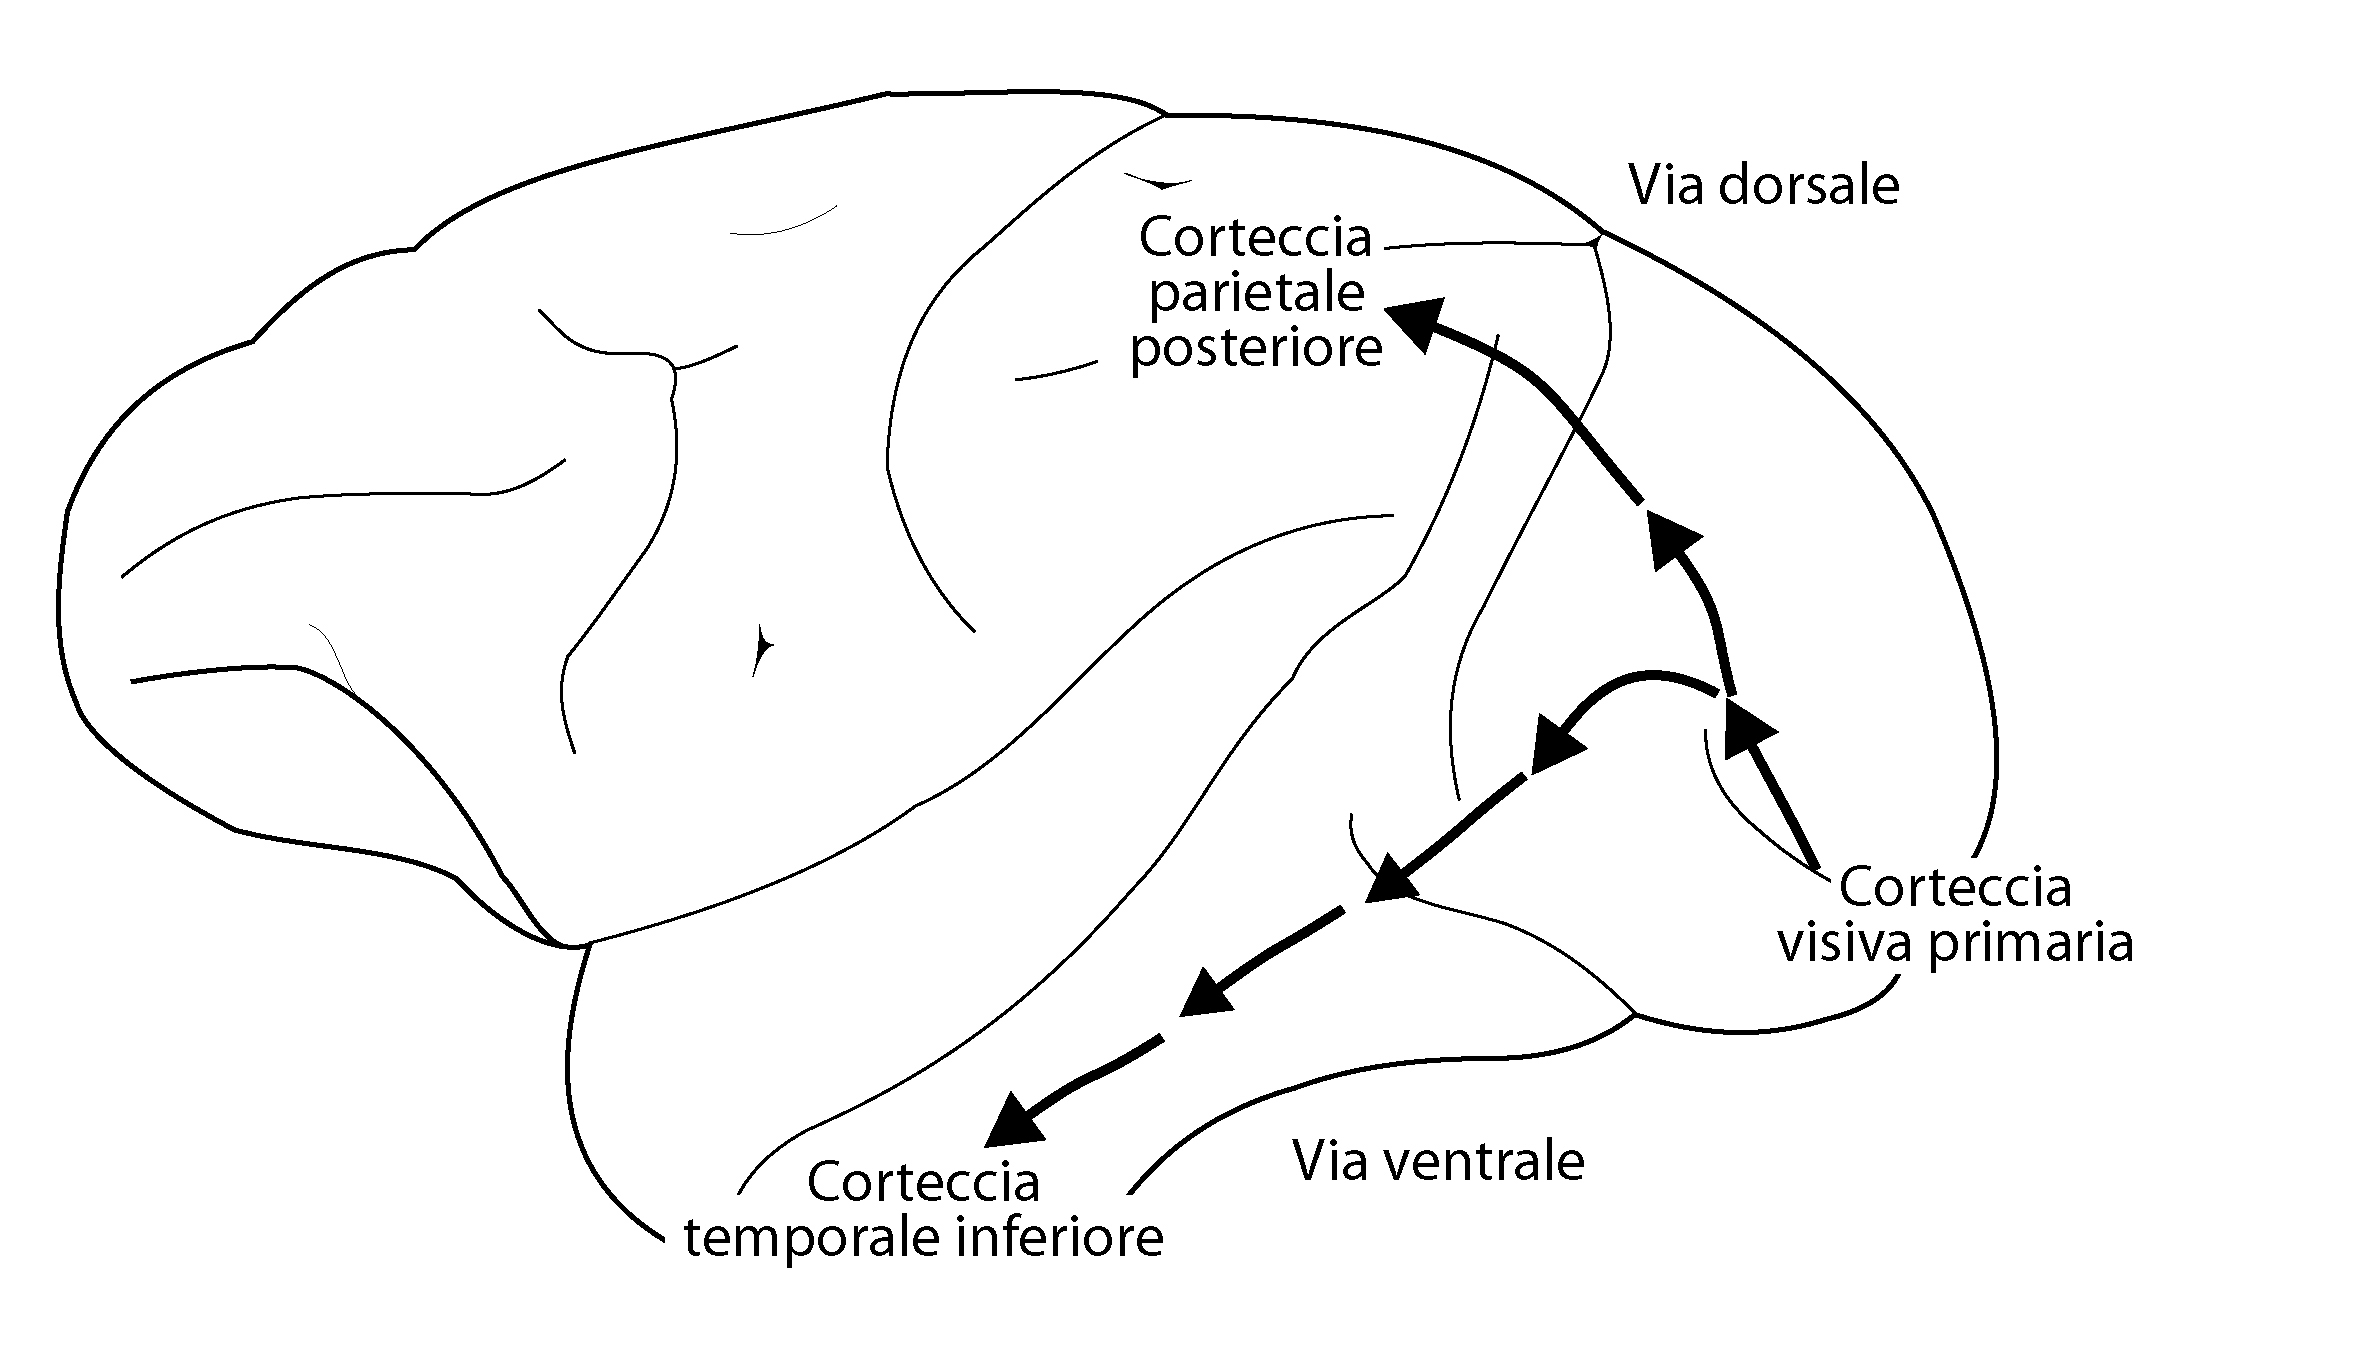 Via dorsale
Corteccia
parietale
posteriore
Corteccia
visiva primaria
Via ventrale
Corteccia
temporale inferiore